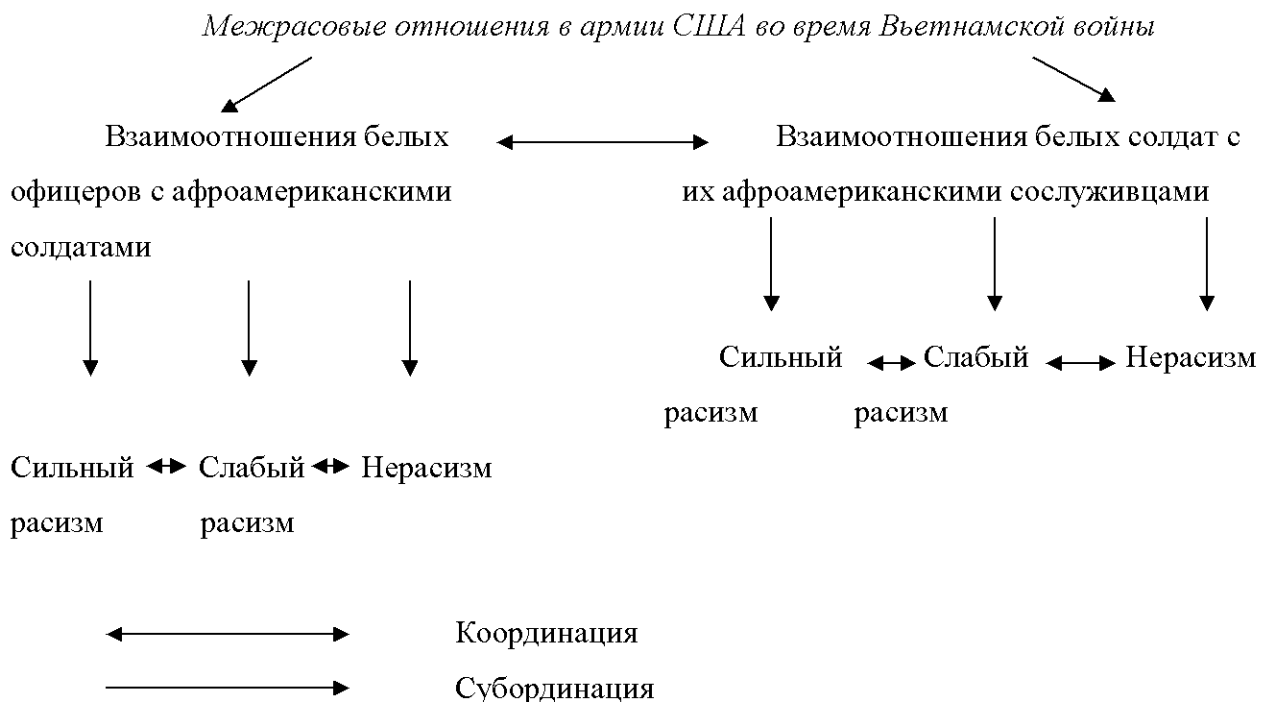 Межрасовые отношения в армии США во время Вьетнамской войны
Взаимоотношения белых
офицеров с афроамериканскими
солдатами
Взаимоотношения белых солдат с
их афроамериканскими сослуживцами
Сильный Слабый Нерасизм
расизм расизм
Сильный Слабый Нерасизм
расизм расизм
Координация
Субординация